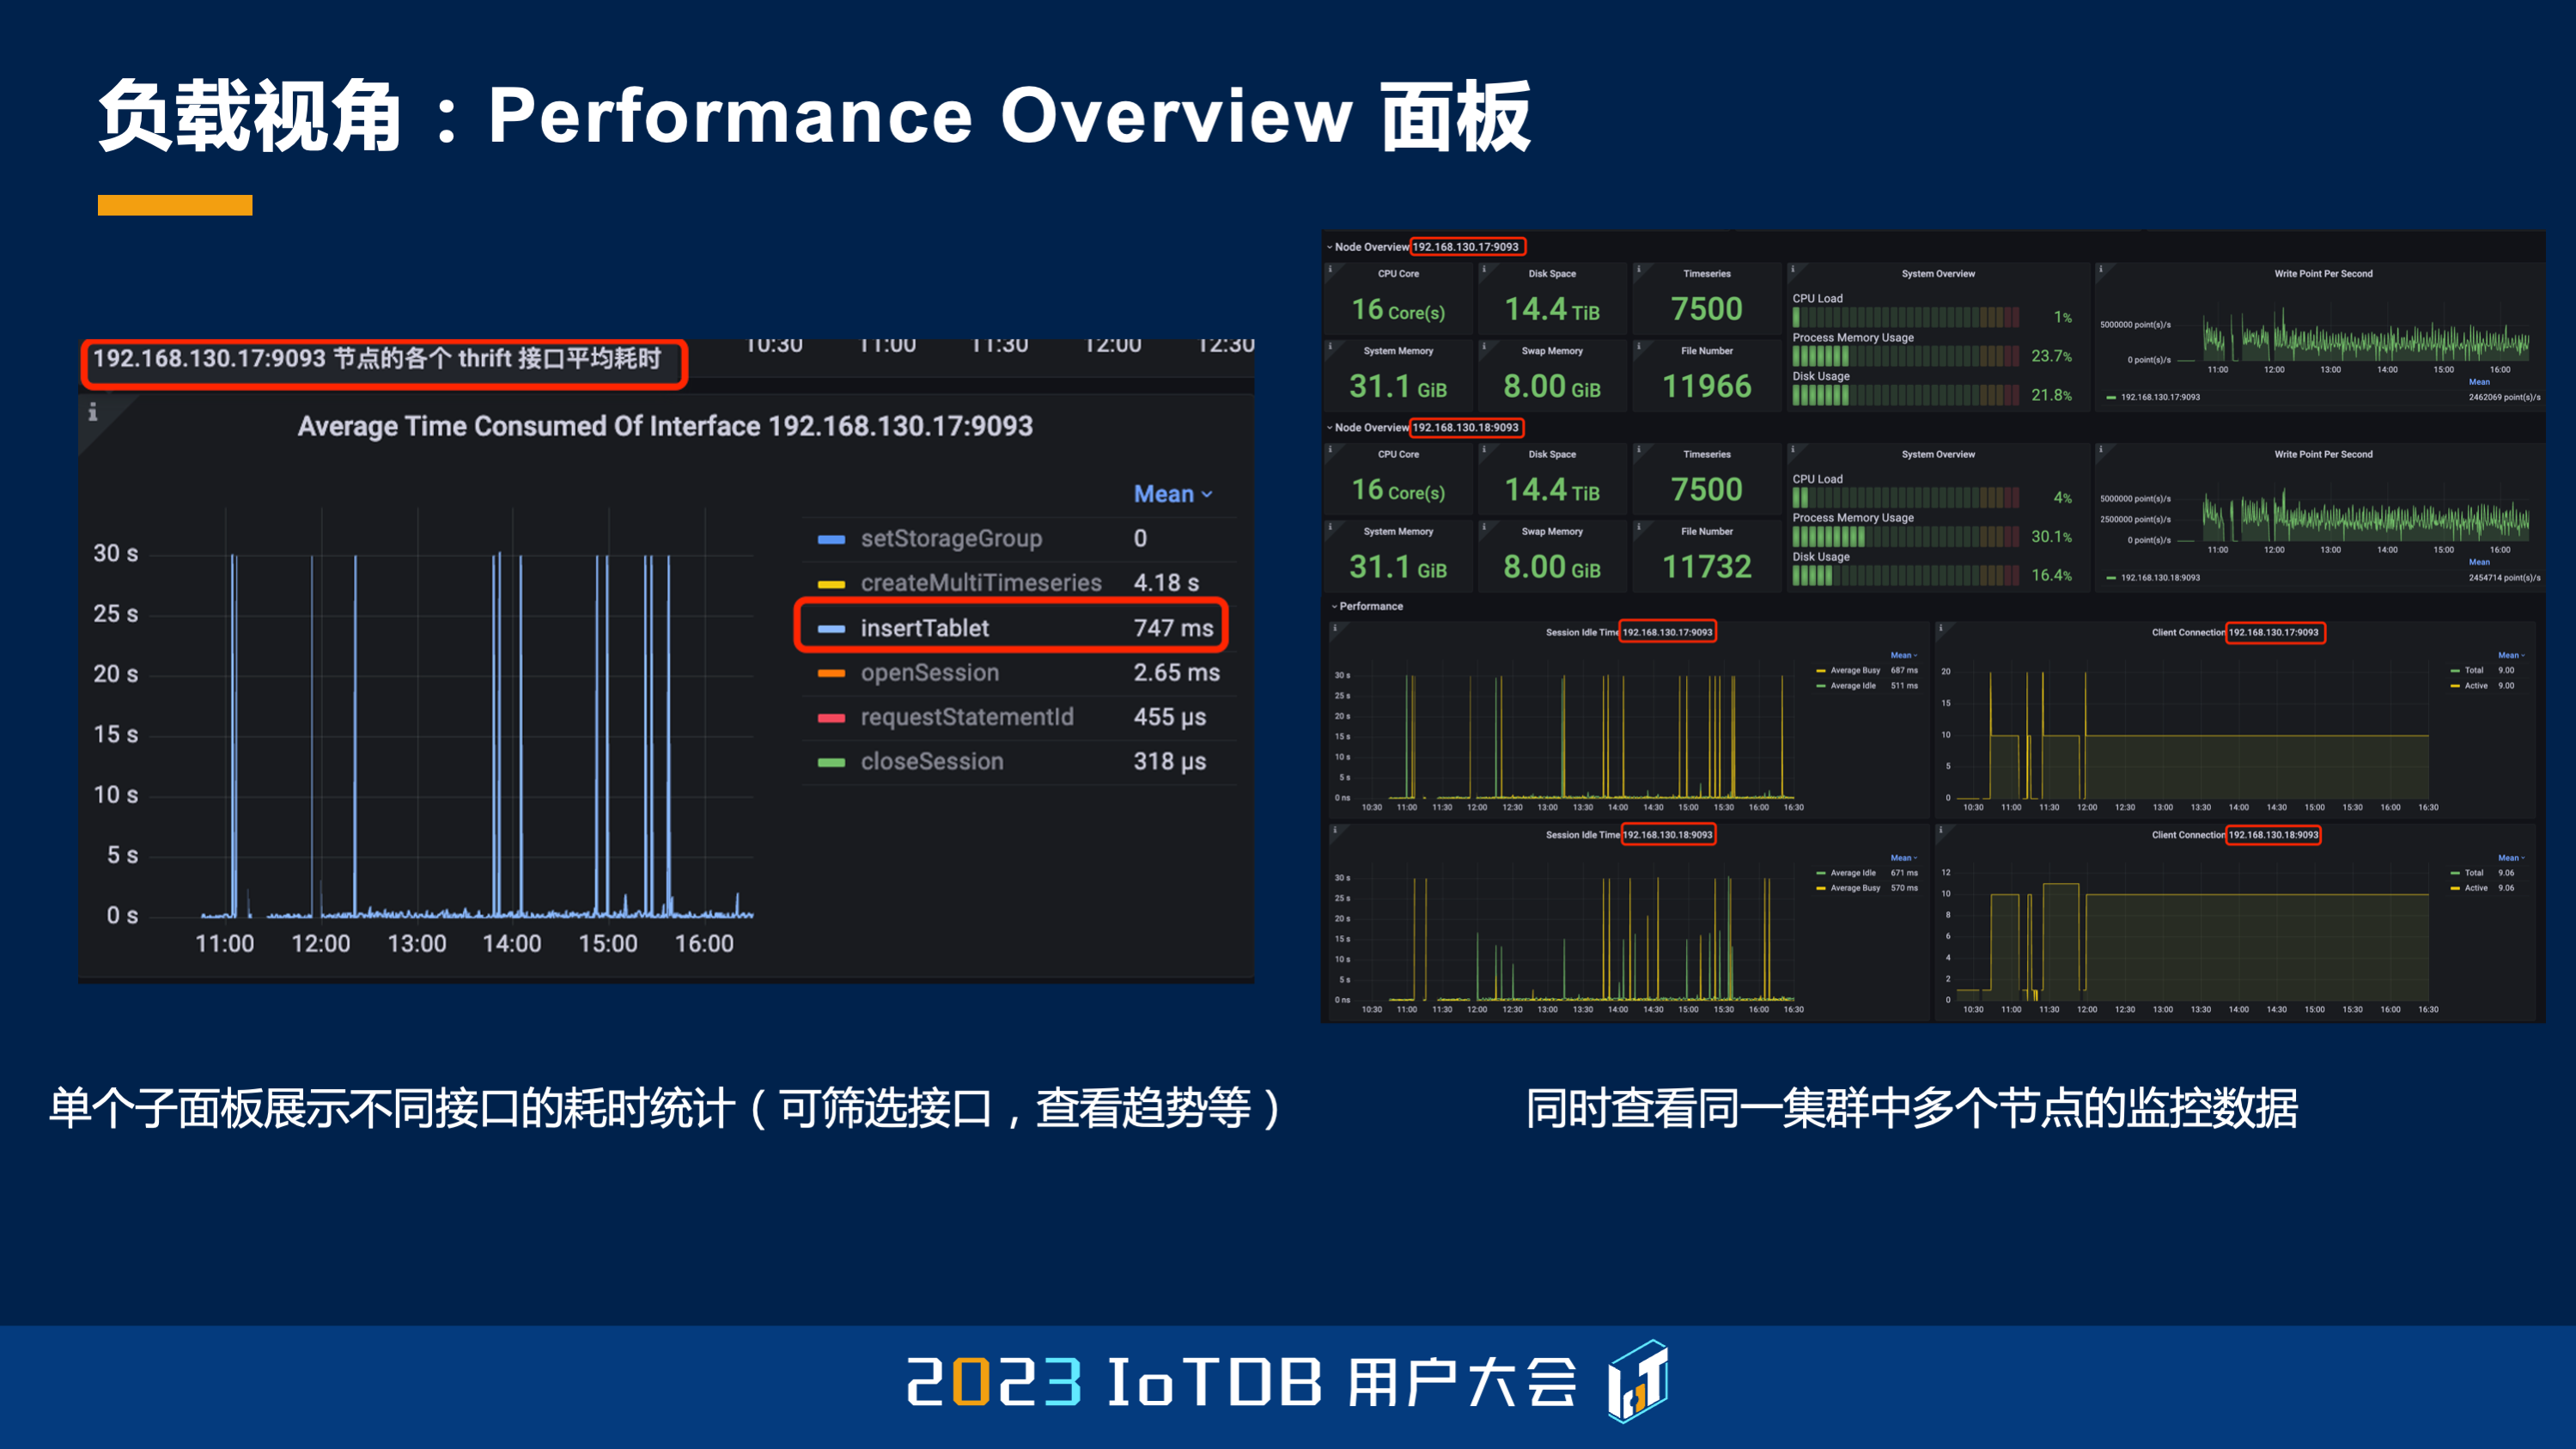 负载视角：Performance Overview 面板
10:30 11:00 11:30 12:00 12:30
192.168.130.17:9093 节点的各个 thrift 接口平均耗时
Average Time Consumed Of Interface 192.168.130.17:9093
Mean
setStorageGroup 0
createMultiTimeseries 4.18 s
insertTablet 747 ms
openSession 2.65 ms
requestStatementId 455 µs
closeSession 318 µs
30 s
25 s
20 s
15 s
10 s
5 s
0 s
11:00 12:00 13:00 14:00 15:00 16:00
单个子面板展示不同接口的耗时统计（可筛选接口，查看趋势等）
Node Overview 192.168.130.17:9093
CPU Core
16 Core(s)
Disk Space
14.4 TiB
Timeseries
7500
System Memory
31.1 GiB
Swap Memory
8.00 GiB
File Number
11966
System Overview
CPU Load
1%
Process Memory Usage
23.7%
Disk Usage
21.8%
Write Point Per Second
5000000 point(s)/s
0 point(s)/s
11:00 12:00 13:00 14:00 15:00 16:00
Mean
192.168.130.17:9093 2462069 point(s)/s
Node Overview 192.168.130.18:9093
CPU Core
16 Core(s)
Disk Space
14.4 TiB
Timeseries
7500
System Memory
31.1 GiB
Swap Memory
8.00 GiB
File Number
11732
System Overview
CPU Load
4%
Process Memory Usage
30.1%
Disk Usage
16.4%
Write Point Per Second
5000000 point(s)/s
2500000 point(s)/s
0 point(s)/s
11:00 12:00 13:00 14:00 15:00 16:00
Mean
192.168.130.18:9093 2454714 point(s)/s
Performance
Session Idle Time 192.168.130.17:9093
Mean
Average Busy 687 ms
Average Idle 511 ms
30 s
25 s
20 s
15 s
10 s
5 s
0 ns
10:30 11:00 11:30 12:00 12:30 13:00 13:30 14:00 14:30 15:00 15:30 16:00 16:30
Client Connection 192.168.130.17:9093
Mean
Total 9.00
Active 9.00
20
15
10
5
0
10:30 11:00 11:30 12:00 12:30 13:00 13:30 14:00 14:30 15:00 15:30 16:00 16:30
Session Idle Time 192.168.130.18:9093
Mean
Average Idle 671 ms
Average Busy 570 ms
30 s
25 s
20 s
15 s
10 s
5 s
0 ns
10:30 11:00 11:30 12:00 12:30 13:00 13:30 14:00 14:30 15:00 15:30 16:00 16:30
Client Connection 192.168.130.18:9093
Mean
Total 9.06
Active 9.06
12
10
8
6
4
2
0
10:30 11:00 11:30 12:00 12:30 13:00 13:30 14:00 14:30 15:00 15:30 16:00 16:30
同时查看同一集群中多个节点的监控数据
2023 IoTDB 用户大会